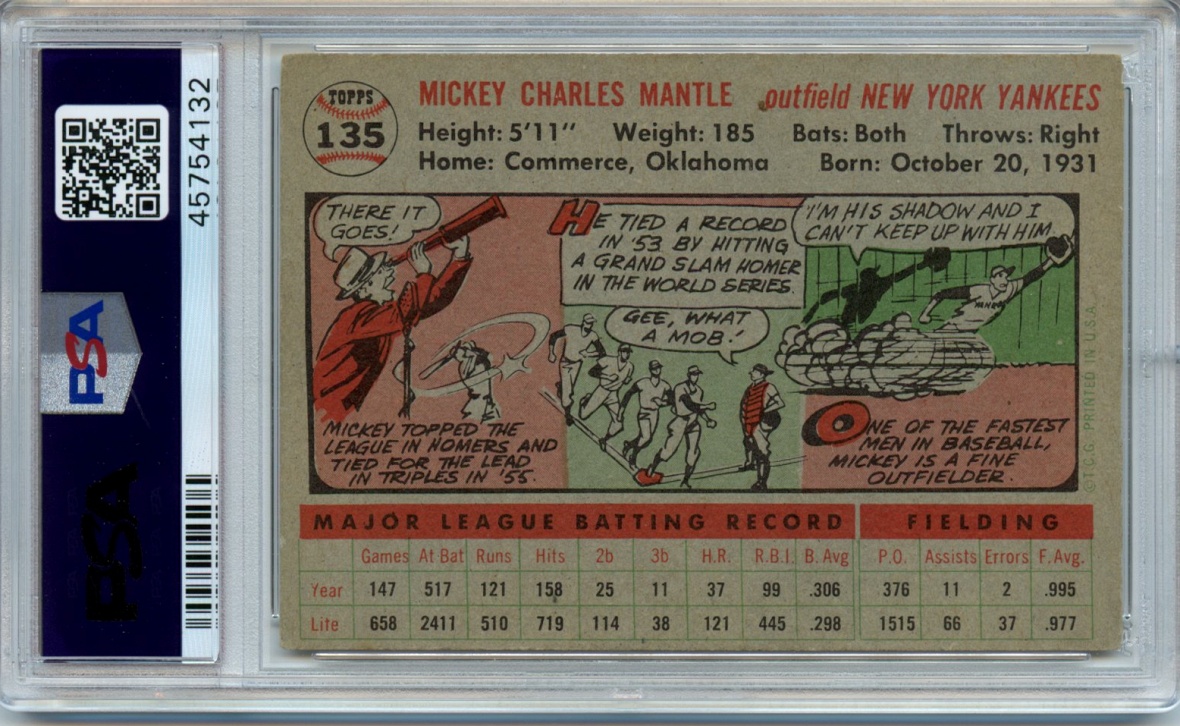 45754132
PSA
PSA
TOPPS
135
MICKEY CHARLES MANTLE outfield NEW YORK YANKEES
Height: 5'11" Weight: 185 Bats: Both Throws: Right
Home: Commerce, Oklahoma Born: October 20, 1931
THERE IT
GOES!
MICKEY TOPPED THE
LEAGUE IN HOMERS AND
TIED FOR THE LEAD
IN TRIPLES IN '55.
HE TIED A RECORD
IN '53 BY HITTING
A GRAND SLAM HOMER
IN THE WORLD SERIES.
GEE, WHAT
A MOB!
"I'M HIS SHADOW AND I
CAN'T KEEP UP WITH HIM.
ONE OF THE FASTEST
MEN IN BASEBALL,
MICKEY IS A FINE
OUTFIELDER.
© T.C.G. PRINTED IN U.S.A.
MAJOR LEAGUE BATTING RECORD FIELDING
Games At Bat Runs Hits 2b 3b H.R. R.B.I. B. Avg P.O. Assists Errors F. Avg.
Year 147 517 121 158 25 11 37 99 .306 376 11 2 .995
Life 658 2411 510 719 114 38 121 445 .298 1515 66 37 .977